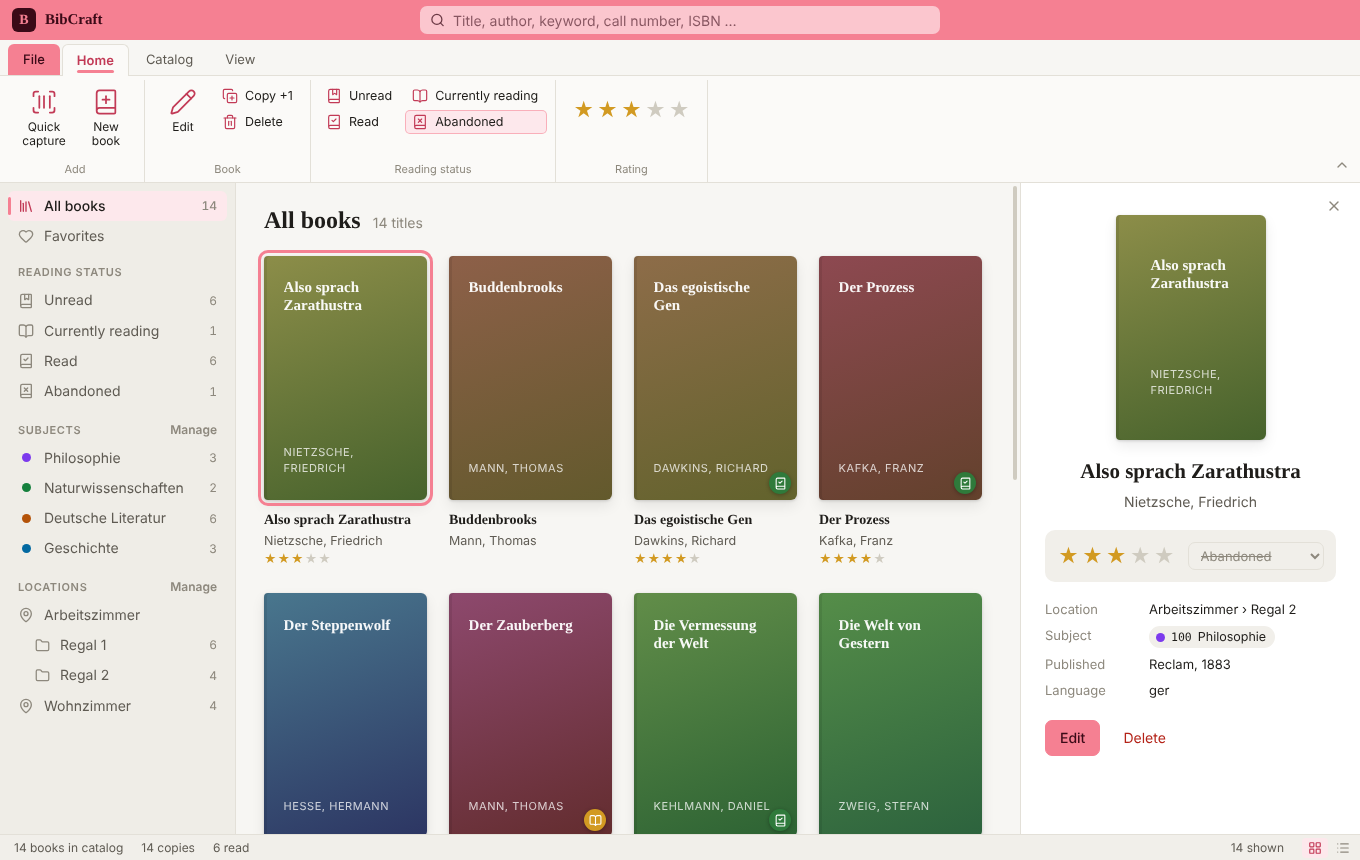 B BibCraft
Title, author, keyword, call number, ISBN ...
File Home Catalog View
Quick capture
New book
Add
Edit
Copy +1
Delete
Book
Unread
Currently reading
Read
Abandoned
Reading status
★★★★★
Rating
All books 14
Favorites
READING STATUS
Unread 6
Currently reading 1
Read 6
Abandoned 1
SUBJECTS Manage
Philosophie 3
Naturwissenschaften 2
Deutsche Literatur 6
Geschichte 3
LOCATIONS Manage
Arbeitszimmer
Regal 1 6
Regal 2 4
Wohnzimmer 4
All books 14 titles
Also sprach
Zarathustra
NIETZSCHE,
FRIEDRICH
Also sprach Zarathustra
Nietzsche, Friedrich
★★★★★
Buddenbrooks
MANN, THOMAS
Buddenbrooks
Mann, Thomas
Das egoistische
Gen
DAWKINS, RICHARD
Das egoistische Gen
Dawkins, Richard
★★★★★
Der Prozess
KAFKA, FRANZ
Der Prozess
Kafka, Franz
★★★★★
Der Steppenwolf
HESSE, HERMANN
Der Zauberberg
MANN, THOMAS
Die Vermessung
der Welt
KEHLMANN, DANIEL
Die Welt von
Gestern
ZWEIG, STEFAN
Also sprach
Zarathustra
NIETZSCHE,
FRIEDRICH
Also sprach Zarathustra
Nietzsche, Friedrich
★★★★★ Abandoned
Location Arbeitszimmer › Regal 2
Subject 100 Philosophie
Published Reclam, 1883
Language ger
Edit Delete
14 books in catalog 14 copies 6 read
14 shown